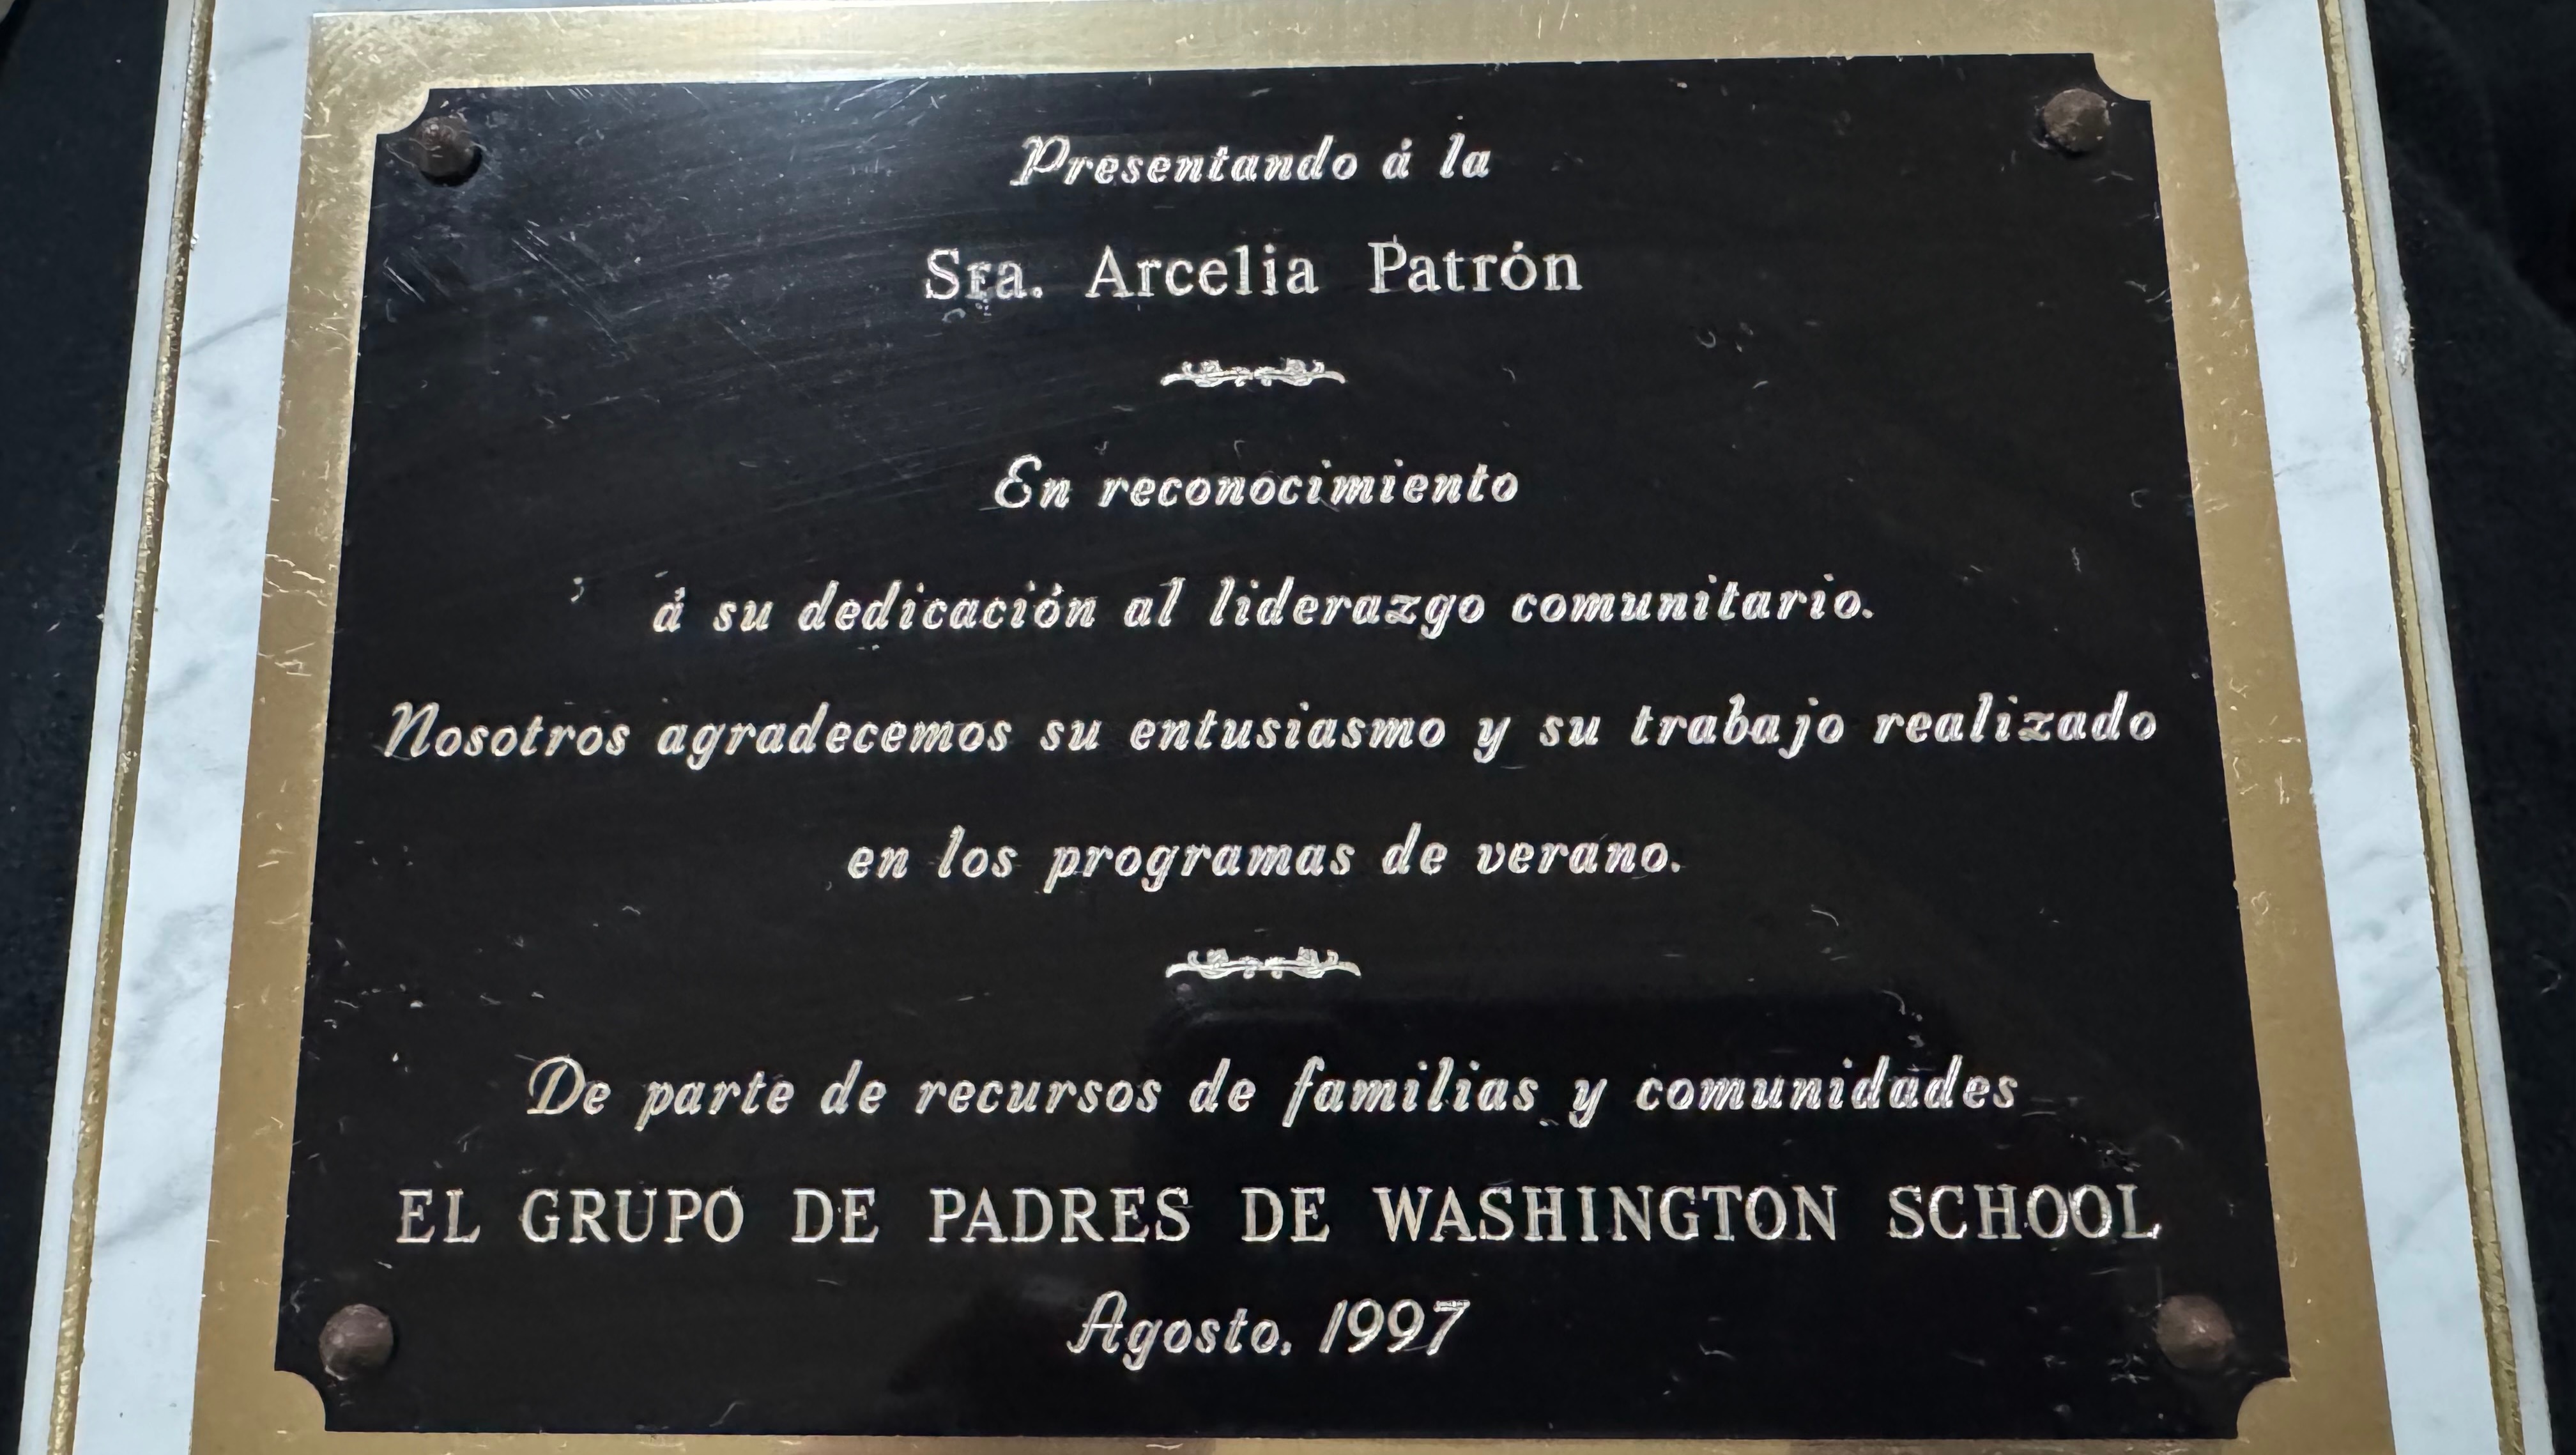 Presentando á la
Sra. Arcelia Patrón
En reconocimiento
á su dedicación al liderazgo comunitario.
Nosotros agradecemos su entusiasmo y su trabajo realizado
en los programas de verano.
De parte de recursos de familias y comunidades
EL GRUPO DE PADRES DE WASHINGTON SCHOOL
Agosto, 1997